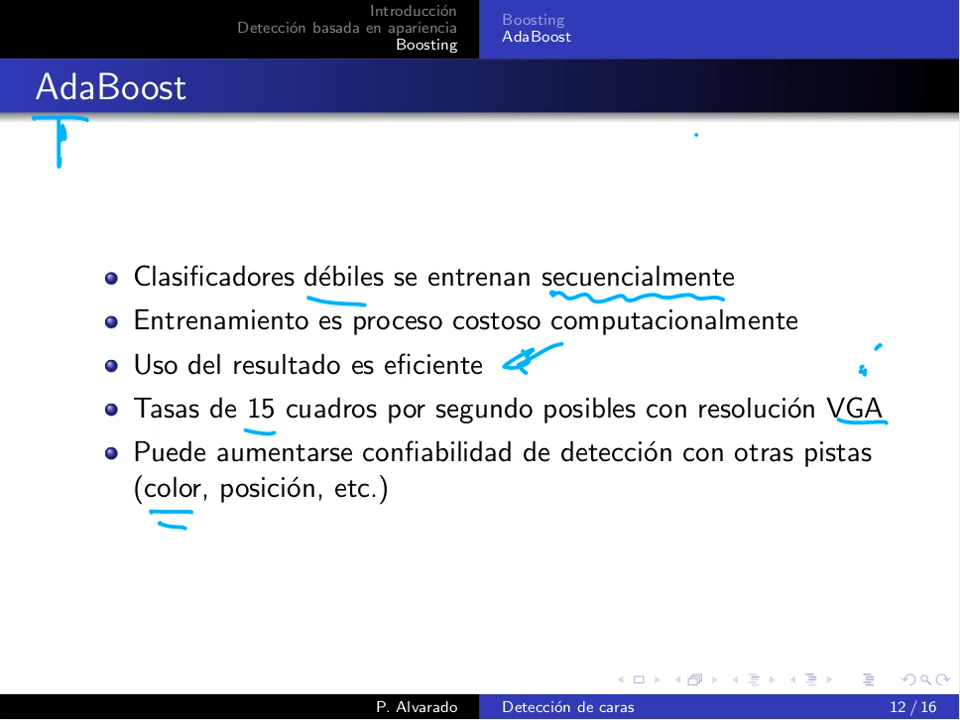 Introducción
Detección basada en apariencia
Boosting
Boosting
AdaBoost
AdaBoost
Clasificadores débiles se entrenan secuencialmente
Entrenamiento es proceso costoso computacionalmente
Uso del resultado es eficiente
Tasas de 15 cuadros por segundo posibles con resolución VGA
Puede aumentarse confiabilidad de detección con otras pistas
(color, posición, etc.)
P. Alvarado
Detección de caras
12 / 16